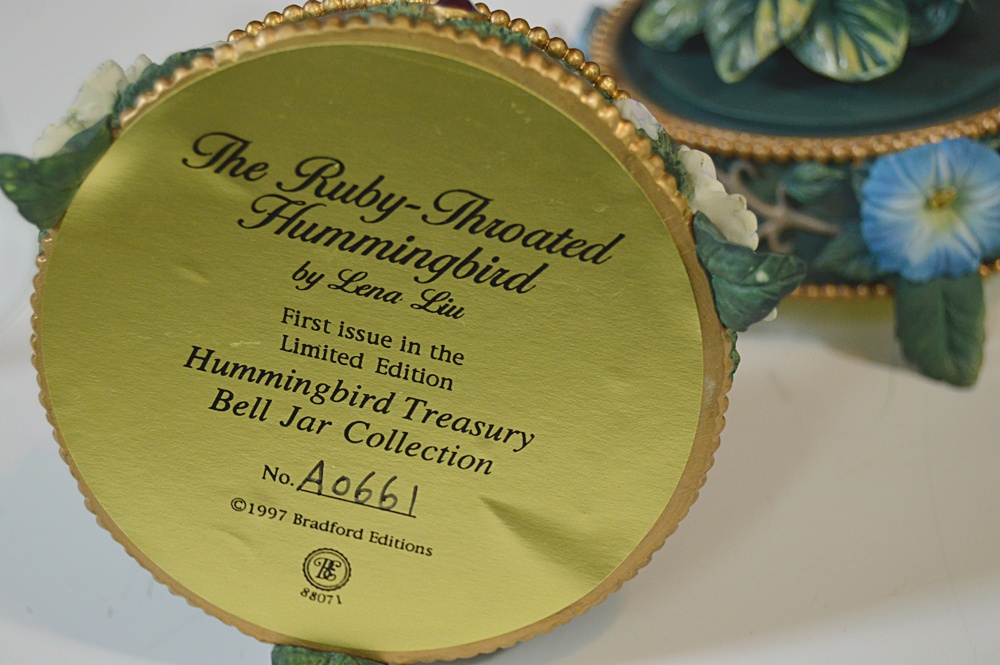 The Ruby-Throated
Hummingbird
by Lena Liu
First issue in the
Limited Edition
Hummingbird Treasury
Bell Jar Collection
No. A0661
©1997 Bradford Editions
BE
88071